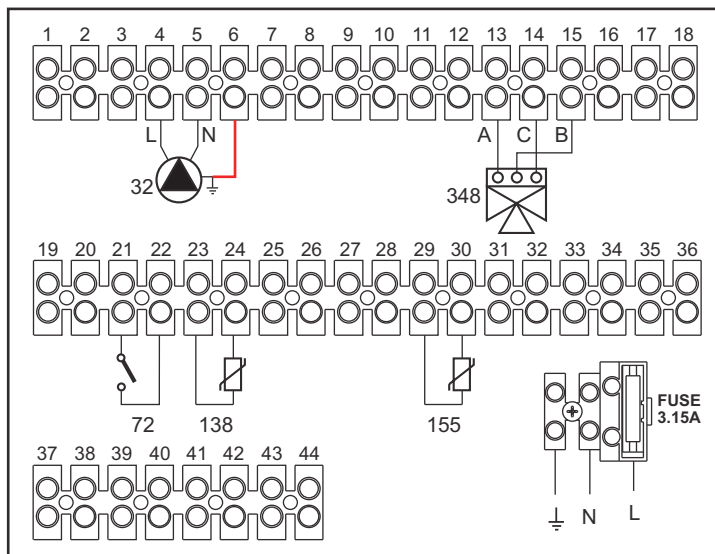 1 2 3 4 5 6 7 8 9 10 11 12 13 14 15 16 17 18
L N A C B
32 348
19 20 21 22 23 24 25 26 27 28 29 30 31 32 33 34 35 36
FUSE
3.15A
72 138 155
37 38 39 40 41 42 43 44
N L